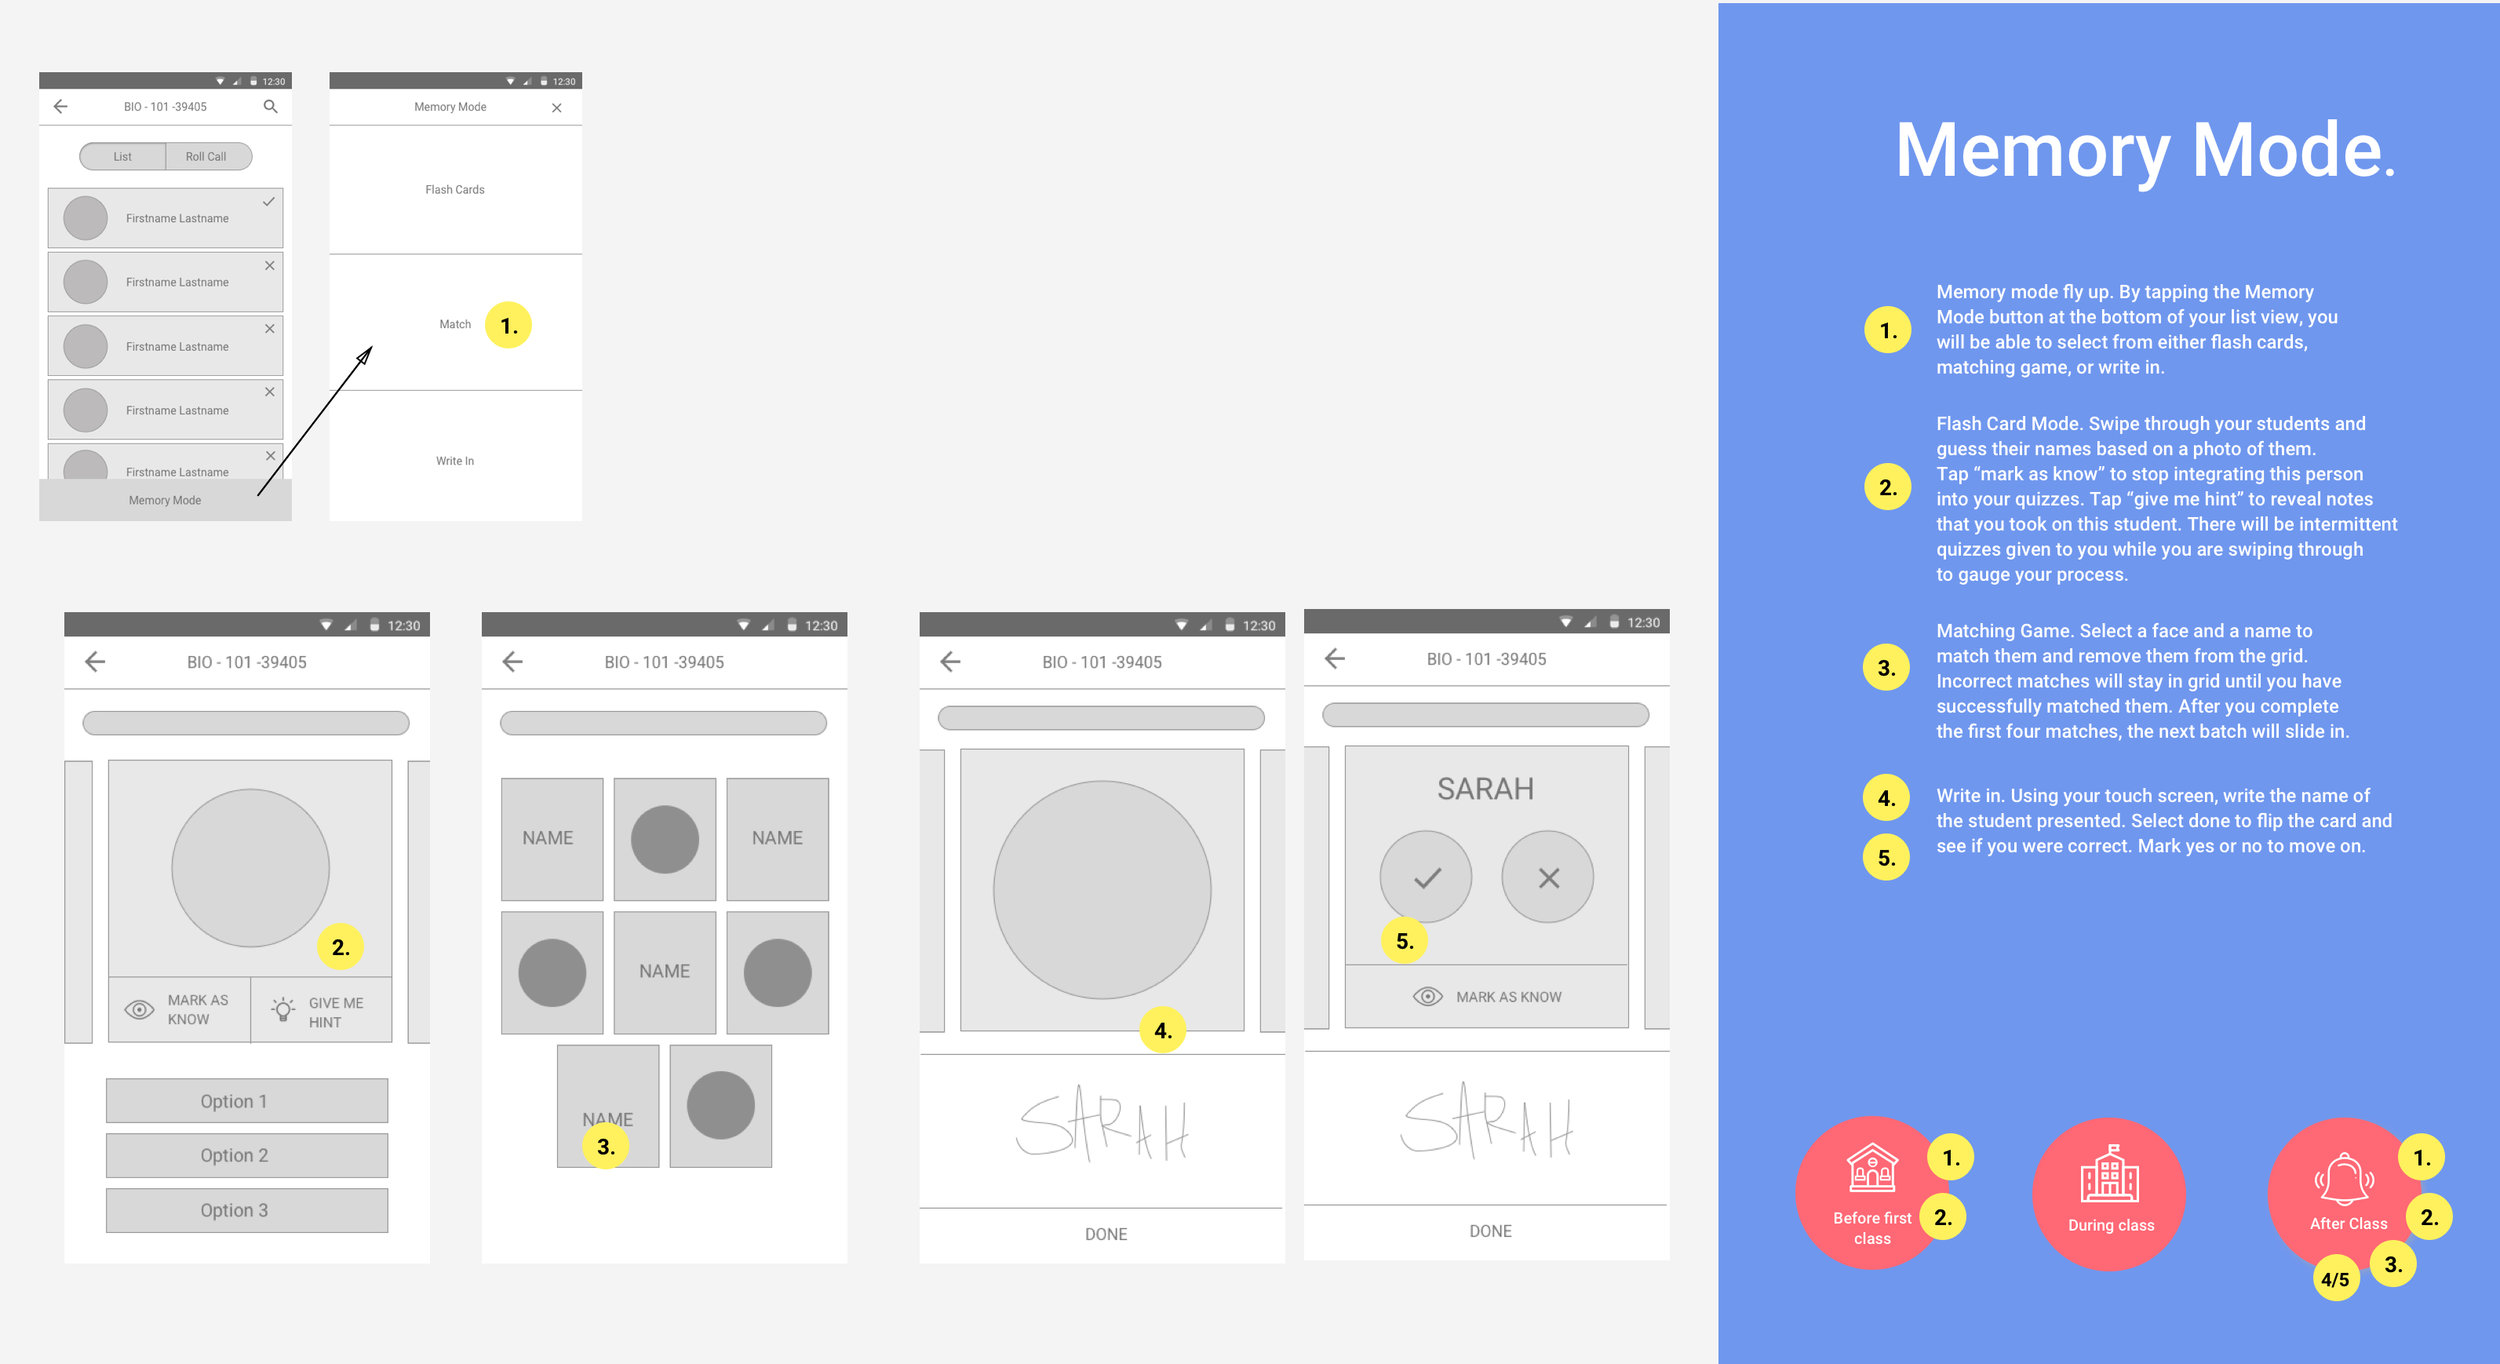 12:30
BIO - 101 -39405
List
Roll Call
Firstname Lastname
Firstname Lastname
Firstname Lastname
Firstname Lastname
Firstname Lastname
Memory Mode
12:30
Memory Mode
Flash Cards
Match
1.
Write In
12:30
BIO - 101 -39405
2.
MARK AS
KNOW
GIVE ME
HINT
Option 1
Option 2
Option 3
12:30
BIO - 101 -39405
NAME
NAME
NAME
NAME
3.
12:30
BIO - 101 -39405
4.
SARAH
DONE
12:30
BIO - 101 -39405
SARAH
5.
MARK AS KNOW
SARAH
DONE
Memory Mode.
1.
Memory mode fly up. By tapping the Memory
Mode button at the bottom of your list view, you
will be able to select from either flash cards,
matching game, or write in.
2.
Flash Card Mode. Swipe through your students and
guess their names based on a photo of them.
Tap “mark as know” to stop integrating this person
into your quizzes. Tap “give me hint” to reveal notes
that you took on this student. There will be intermittent
quizzes given to you while you are swiping through
to gauge your process.
3.
Matching Game. Select a face and a name to
match them and remove them from the grid.
Incorrect matches will stay in grid until you have
successfully matched them. After you complete
the first four matches, the next batch will slide in.
4.
5.
Write in. Using your touch screen, write the name of
the student presented. Select done to flip the card and
see if you were correct. Mark yes or no to move on.
Before first
class
1.
2.
During class
After Class
1.
2.
3.
4/5